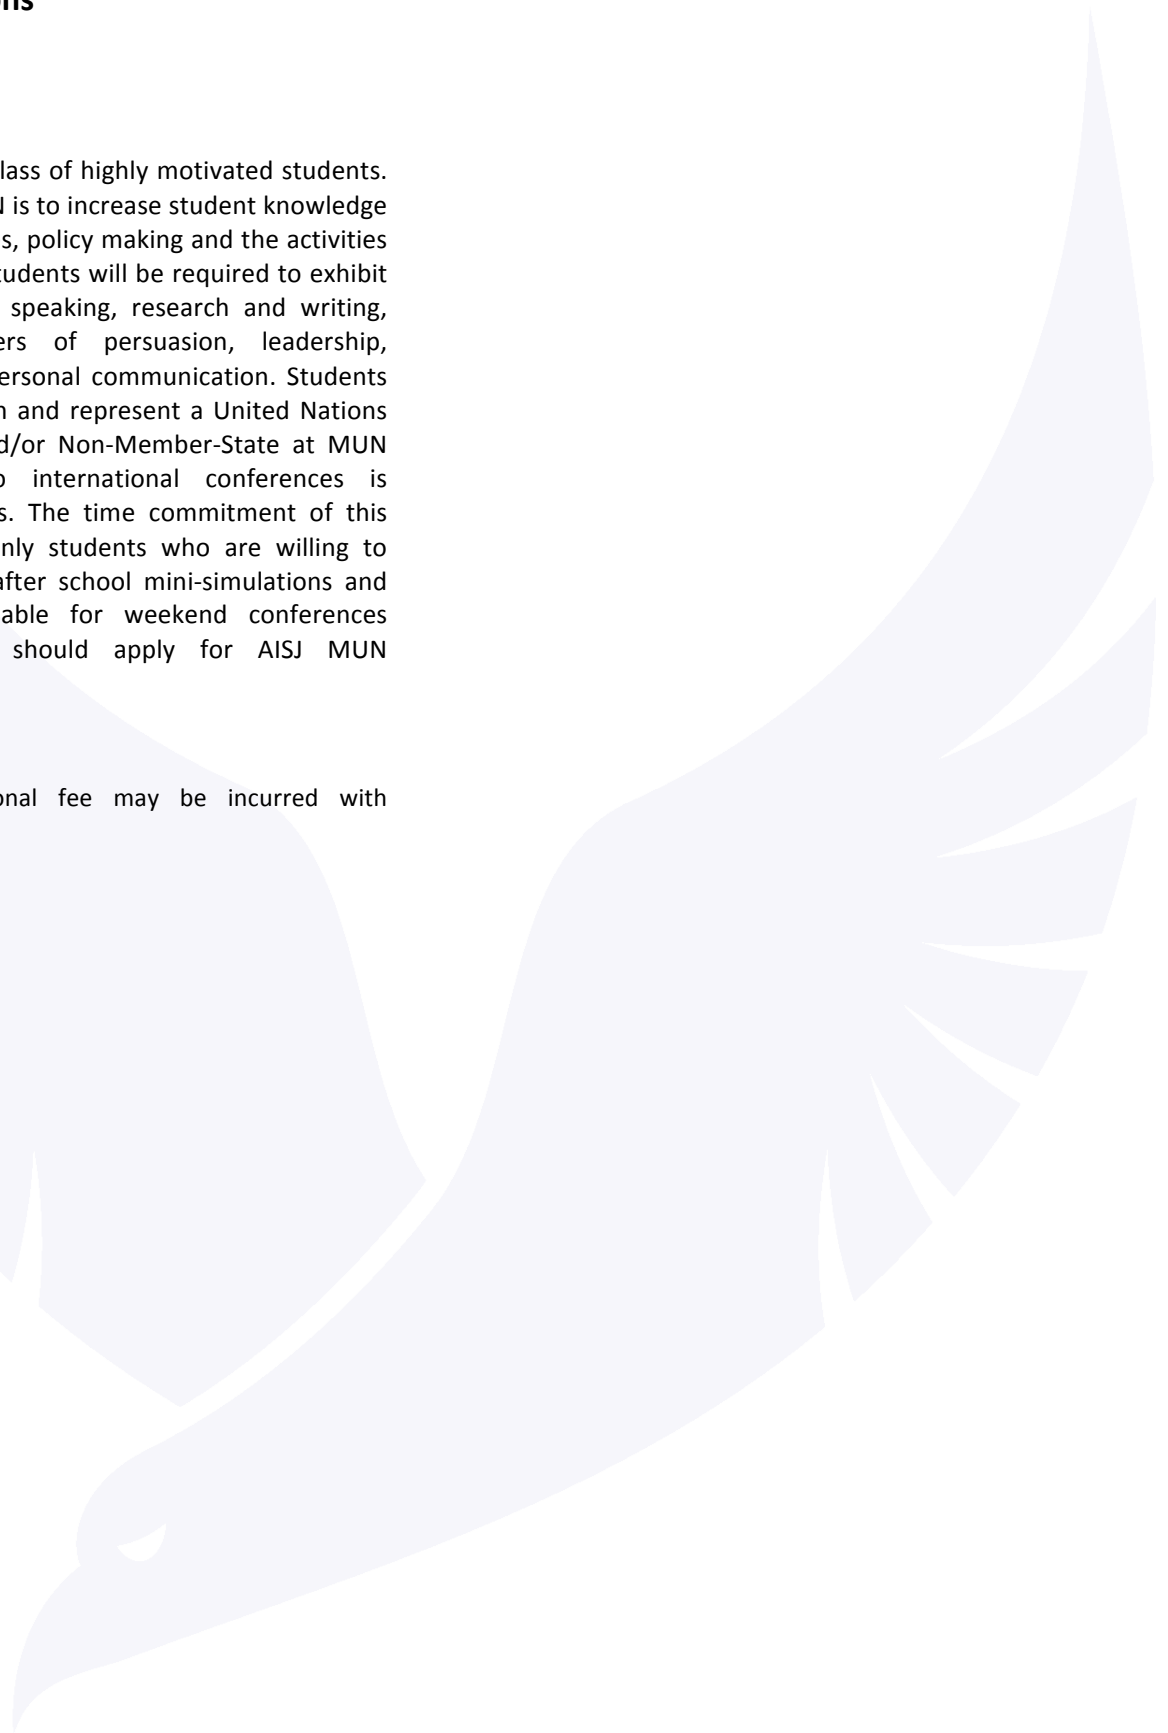 ons
lass of highly motivated students.
is to increase student knowledge
s, policy making and the activities
tudents will be required to exhibit
speaking, research and writing,
ers of persuasion, leadership,
ersonal communication. Students
n and represent a United Nations
d/or Non-Member-State at MUN
o international conferences is
s. The time commitment of this
nly students who are willing to
after school mini-simulations and
able for weekend conferences
should apply for AISJ MUN
onal fee may be incurred with